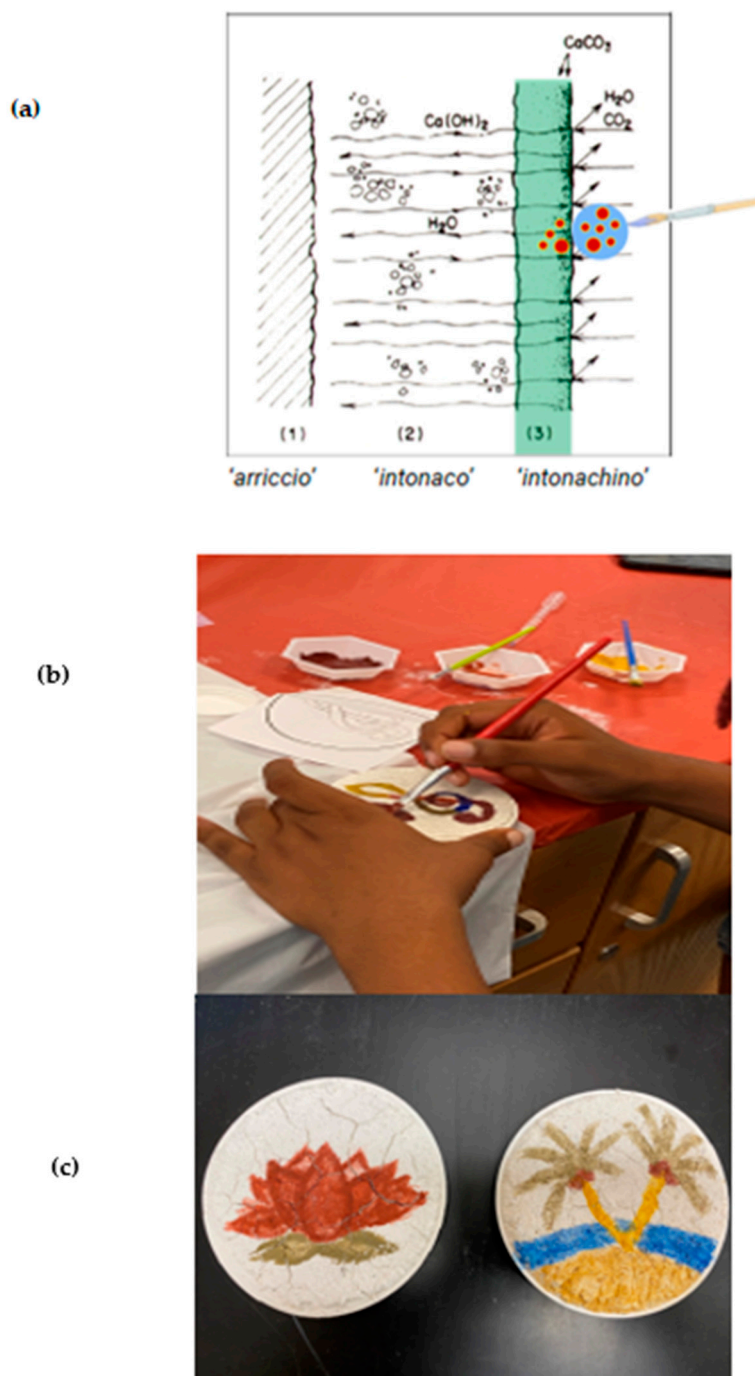 (a)
CaCO₃
H₂O
Ca(OH)₂
CO₂
H₂O
(1)
(2)
(3)
'arriccio'
'intonaco'
'intonachino'
(b)
(c)